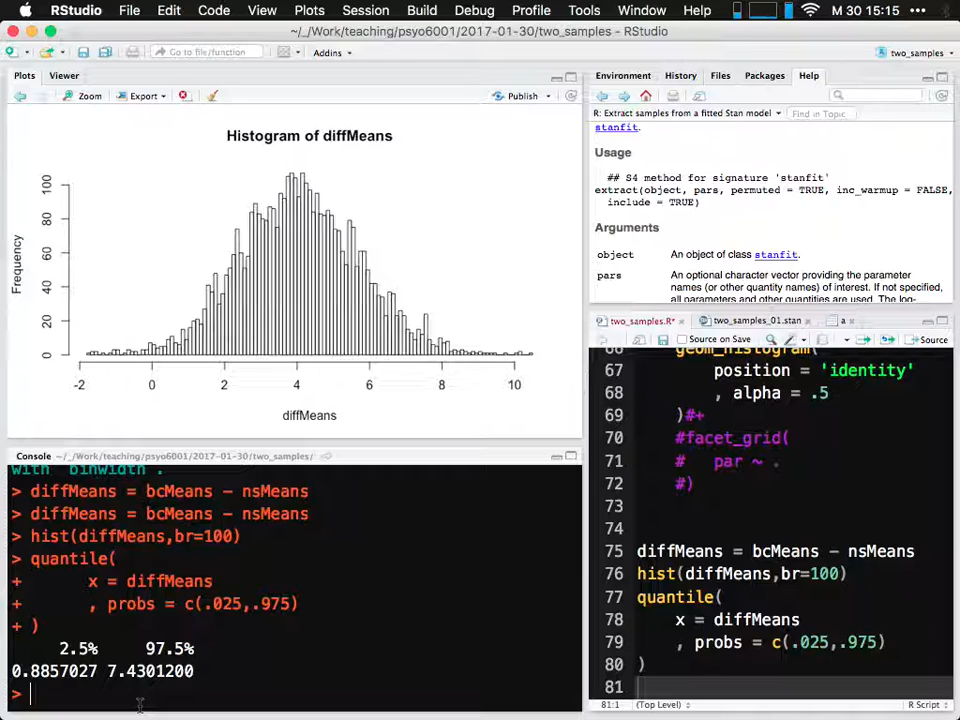 RStudio File Edit Code View Plots Session Build Debug Profile Tools Window Help M 30 15:15
~/_/Work/teaching/psyo6001/2017-01-30/two_samples - RStudio
Go to file/function Addins two_samples
Plots Viewer
Zoom Export Publish
Histogram of diffMeans
Frequency
0 20 40 60 80 100
-2 0 2 4 6 8 10
diffMeans
Console ~/_/Work/teaching/psyo6001/2017-01-30/two_samples/
with `binwidth`.
> diffMeans = bcMeans - nsMeans
> diffMeans = bcMeans - nsMeans
> hist(diffMeans,br=100)
> quantile(
+ x = diffMeans
+ , probs = c(.025,.975)
+ )
2.5% 97.5%
0.8857027 7.4301200
>
Environment History Files Packages Help
R: Extract samples from a fitted Stan model Find in Topic
stanfit.
Usage
## S4 method for signature 'stanfit'
extract(object, pars, permuted = TRUE, inc_warmup = FALSE,
include = TRUE)
Arguments
object An object of class stanfit.
pars An optional character vector providing the parameter
names (or other quantity names) of interest. If not specified,
all parameters and other quantities are used. The log-
two_samples.R* two_samples_01.stan a
Source on Save Source
66 geom_histogram(
67 position = 'identity'
68 , alpha = .5
69 )#+
70 #facet_grid(
71 # par ~ .
72 #)
73
74
75 diffMeans = bcMeans - nsMeans
76 hist(diffMeans,br=100)
77 quantile(
78 x = diffMeans
79 , probs = c(.025,.975)
80 )
81
81:1 (Top Level) R Script